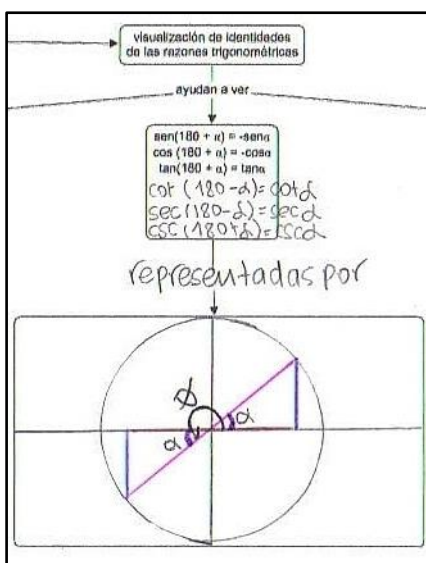 visualización de identidades
de las razones trigonométricas
ayudan a ver
sen(180 + α) = -senα
cos (180 + α) = -cosα
tan(180 + α) = tanα
cot (180-α)= cotα
sec(180-α)=secα
csc(180+α)=cscα
representadas por
ϕ
α
α